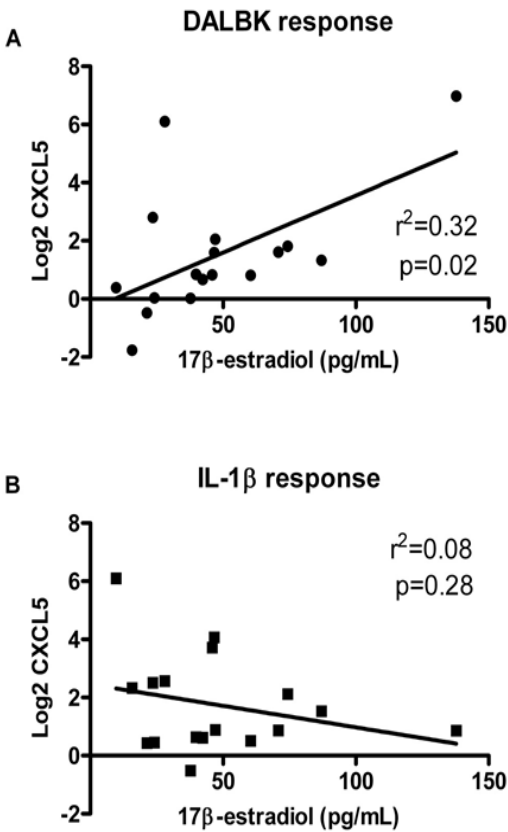 A
DALBK response
8
6
4
2
0
-2
Log2 CXCL5
r²=0.32
p=0.02
50
100
150
17β-estradiol (pg/mL)
B
IL-1β response
8
6
4
2
0
-2
Log2 CXCL5
r²=0.08
p=0.28
50
100
150
17β-estradiol (pg/mL)